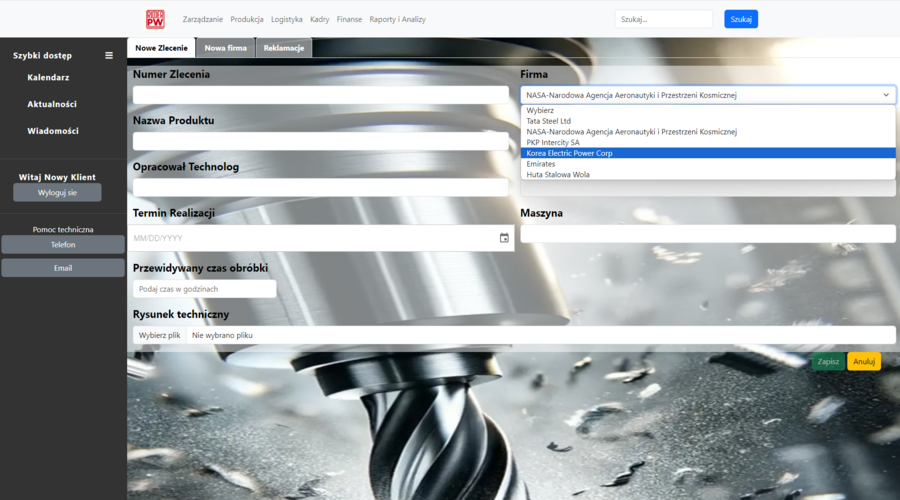 PW
Zarządzanie Produkcja Logistyka Kadry Finanse Raporty i Analizy
Szukaj...
Szukaj
Szybki dostęp
Kalendarz
Aktualności
Wiadomości
Witaj Nowy Klient
Wyloguj sie
Pomoc techniczna
Telefon
Email
Nowe Zlecenie Nowa firma Reklamacje
Numer Zlecenia
Nazwa Produktu
Opracował Technolog
Termin Realizacji
MM/DD/YYYY
Przewidywany czas obróbki
Podaj czas w godzinach
Rysunek techniczny
Wybierz plik Nie wybrano pliku
Firma
NASA-Narodowa Agencja Aeronautyki i Przestrzeni Kosmicznej
Wybierz
Tata Steel Ltd
NASA-Narodowa Agencja Aeronautyki i Przestrzeni Kosmicznej
PKP Intercity SA
Korea Electric Power Corp
Emirates
Huta Stalowa Wola
Maszyna
Zapisz
Anuluj